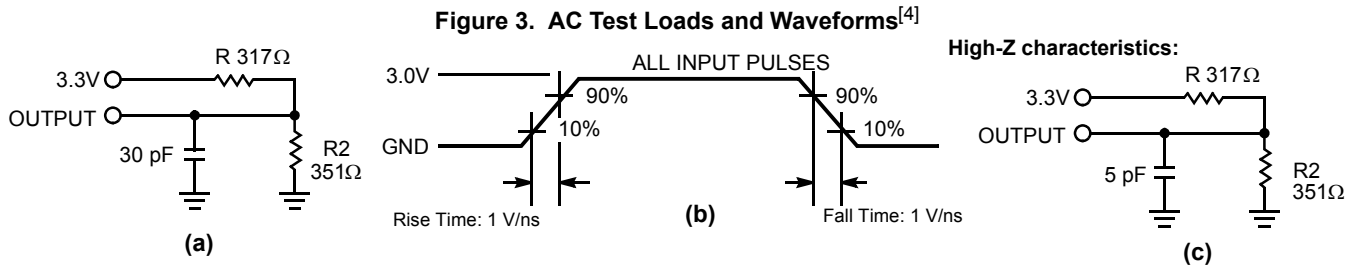 Figure 3. AC Test Loads and Waveforms[4]
R 317Ω
3.3V
OUTPUT
30 pF
R2
351Ω
(a)
ALL INPUT PULSES
3.0V
90%
10%
GND
90%
10%
Rise Time: 1 V/ns
Fall Time: 1 V/ns
(b)
High-Z characteristics:
R 317Ω
3.3V
OUTPUT
5 pF
R2
351Ω
(c)